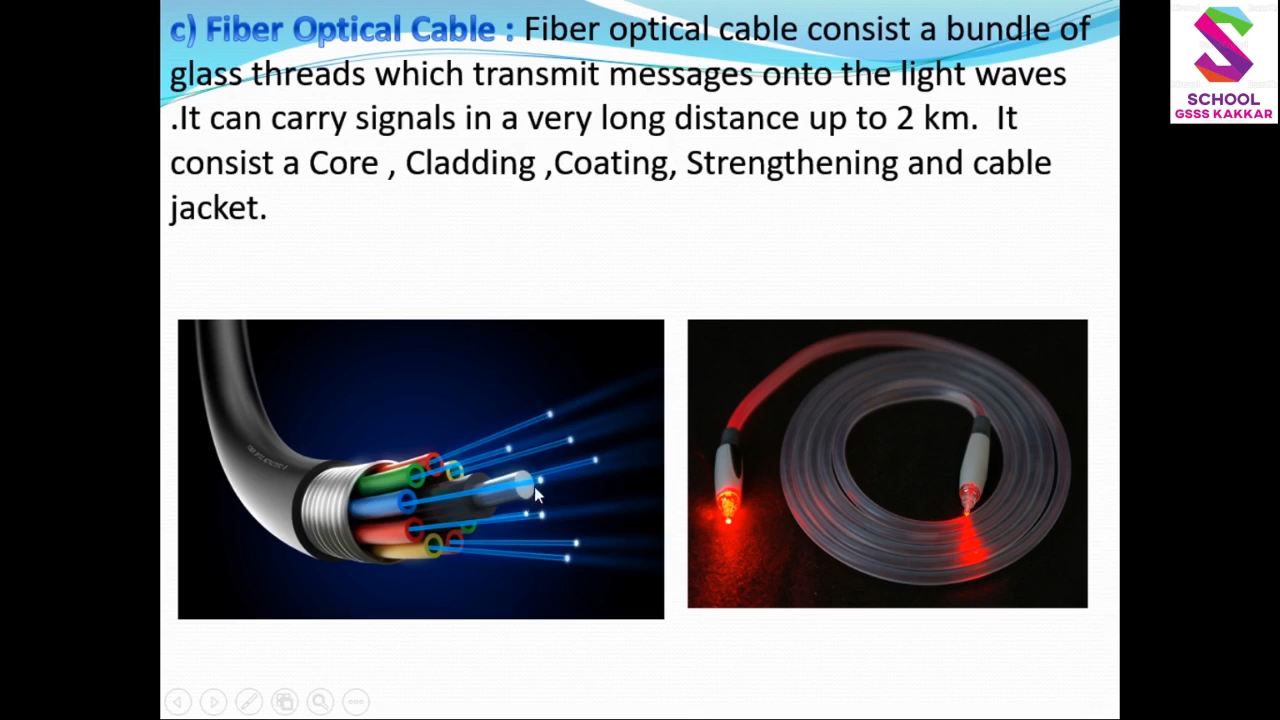 c) Fiber Optical Cable : Fiber optical cable consist a bundle of
glass threads which transmit messages onto the light waves
.It can carry signals in a very long distance up to 2 km.  It
consist a Core , Cladding ,Coating, Strengthening and cable
jacket.
SCHOOL
GSSS KAKKAR